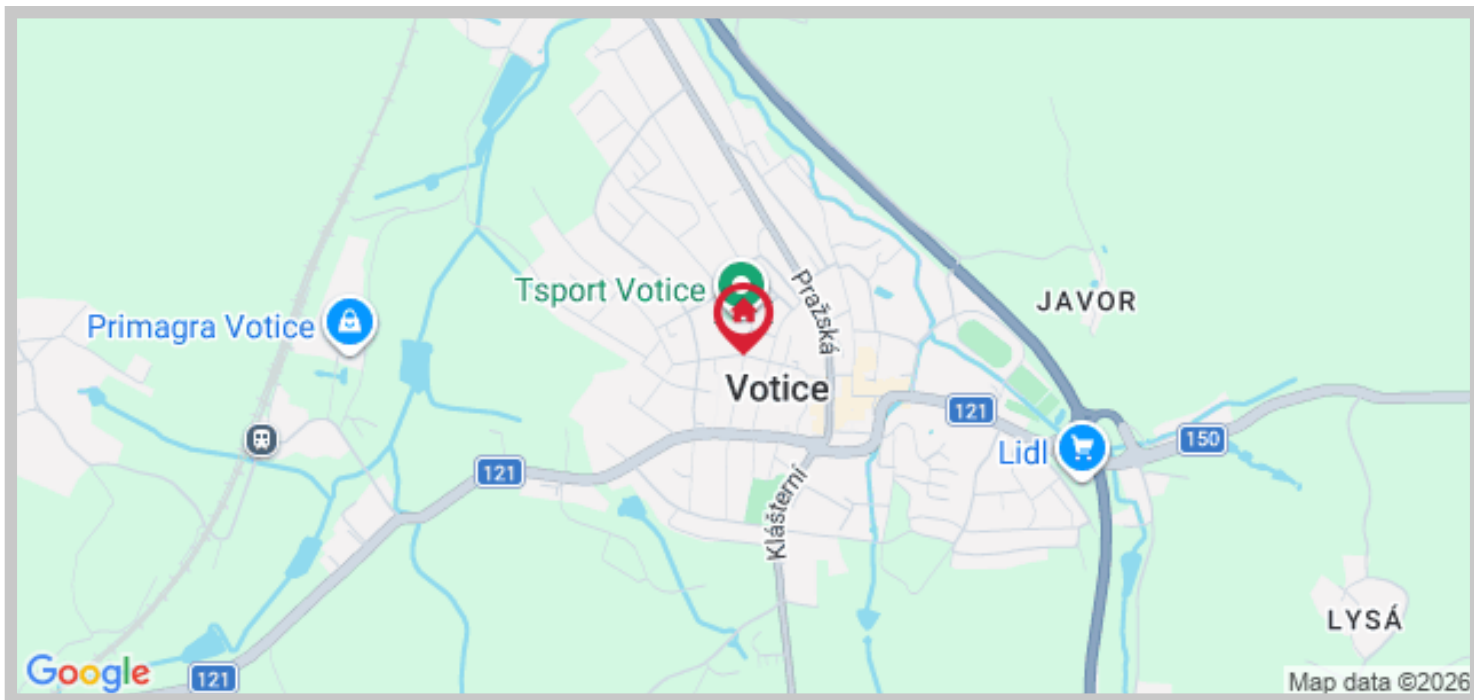 Tsport Votice
Pražská
JAVOR
Primagra Votice
Votice
121
150
Lidl
121
Klášterní
LYSÁ
Google
121
Map data ©2026